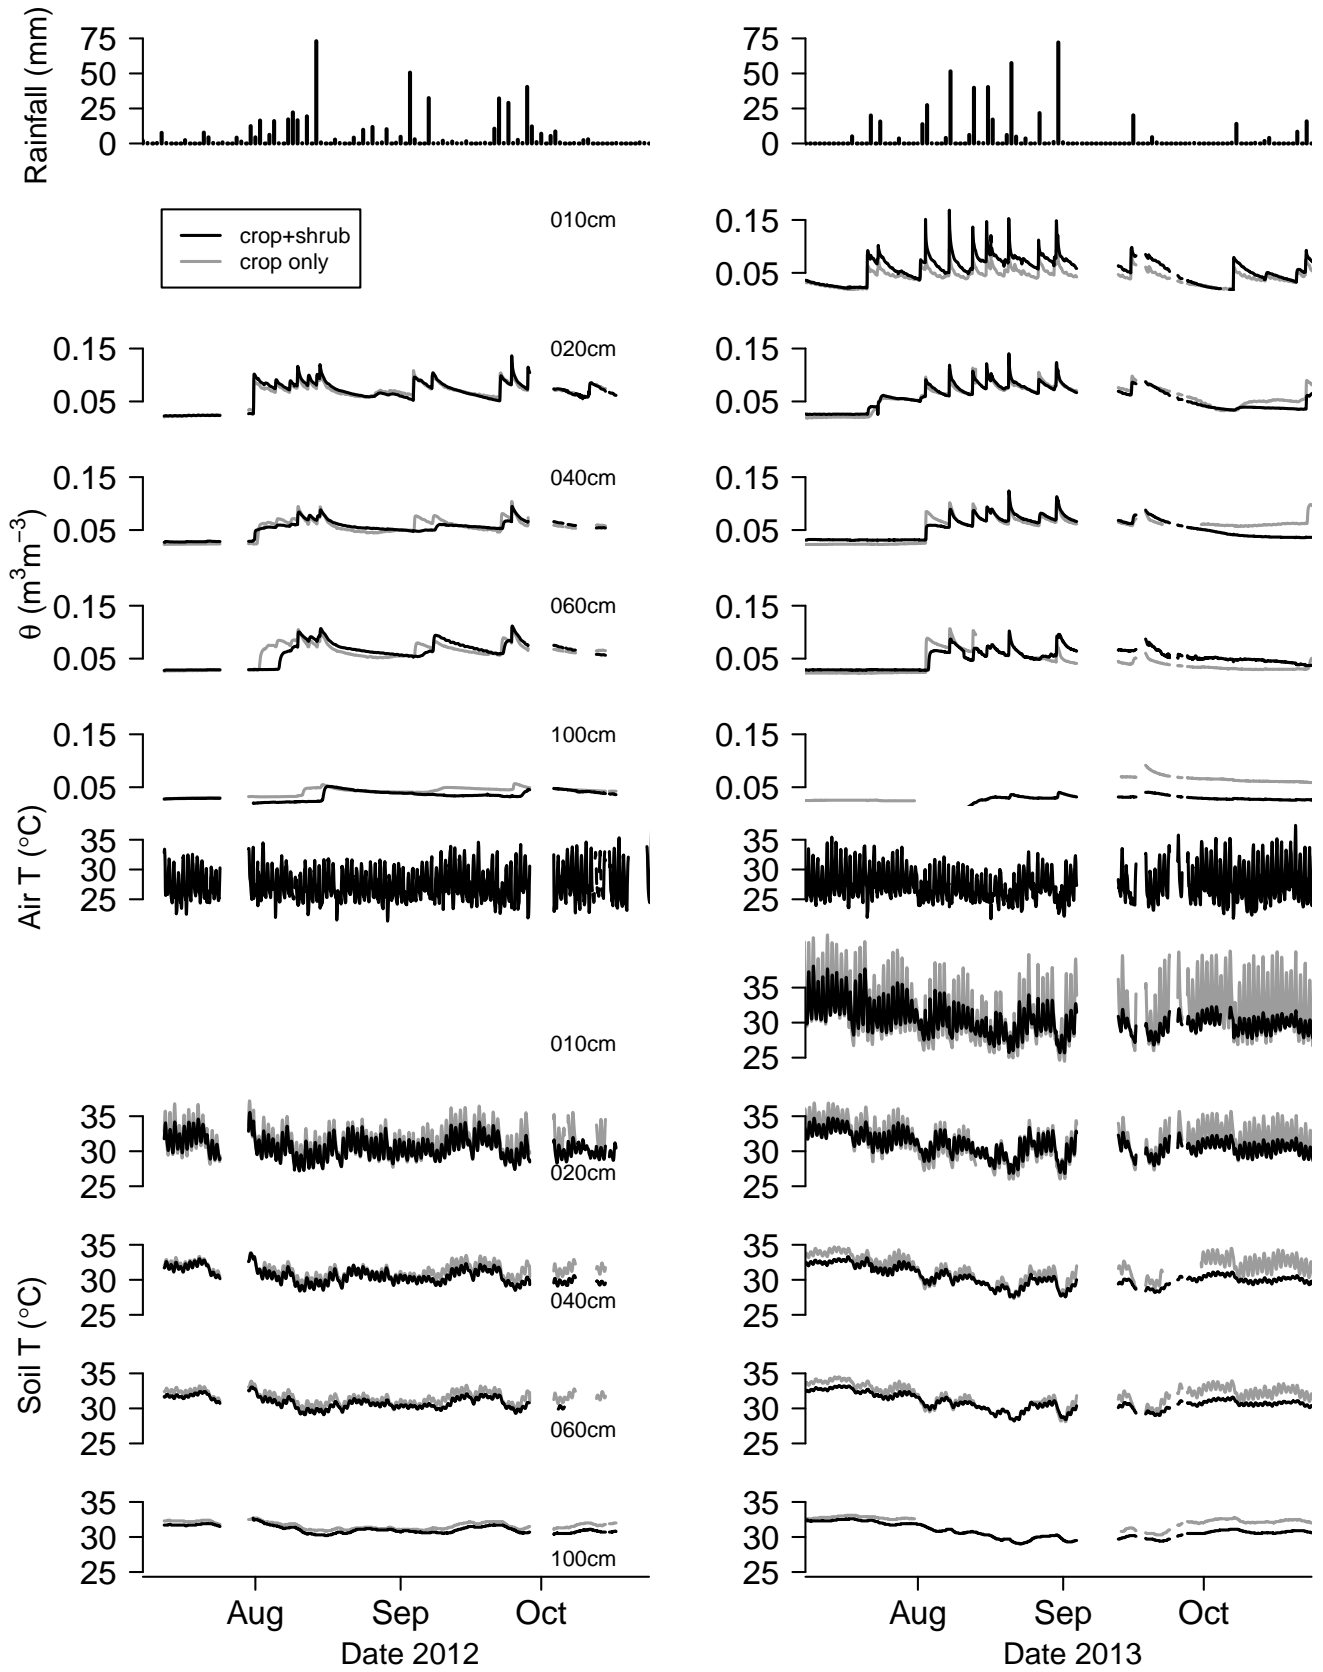 Rainfall (mm)
75
50
25
0
75
50
25
0
crop+shrub
crop only
010cm
0.15
0.05
θ (m³m⁻³)
0.15
0.05
020cm
0.15
0.05
0.15
0.05
040cm
0.15
0.05
0.15
0.05
060cm
0.15
0.05
0.15
0.05
100cm
0.15
0.05
Air T (°C)
35
30
25
35
30
25
010cm
35
30
25
Soil T (°C)
35
30
25
020cm
35
30
25
35
30
25
040cm
35
30
25
35
30
25
060cm
35
30
25
35
30
25
100cm
35
30
25
Aug Sep Oct
Date 2012
Aug Sep Oct
Date 2013